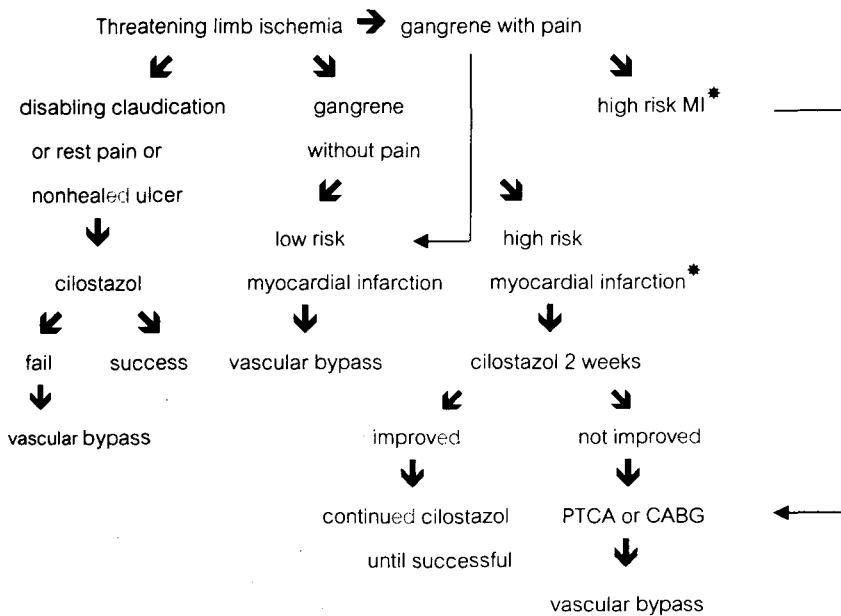 Threatening limb ischemia → gangrene with pain
disabling claudication gangrene high risk MI*
or rest pain or without pain
nonhealed ulcer
low risk high risk
cilostazol myocardial infarction myocardial infarction*
fail success vascular bypass cilostazol 2 weeks
vascular bypass improved not improved
continued cilostazol PTCA or CABG
until successful
vascular bypass